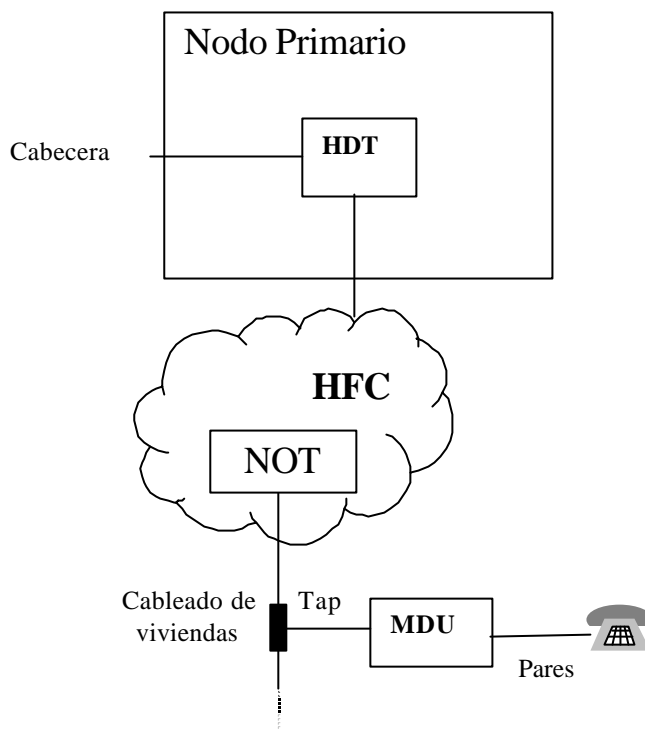 Nodo Primario
HDT
Cabecera
HFC
NOT
Cableado de
viviendas
Tap
MDU
Pares